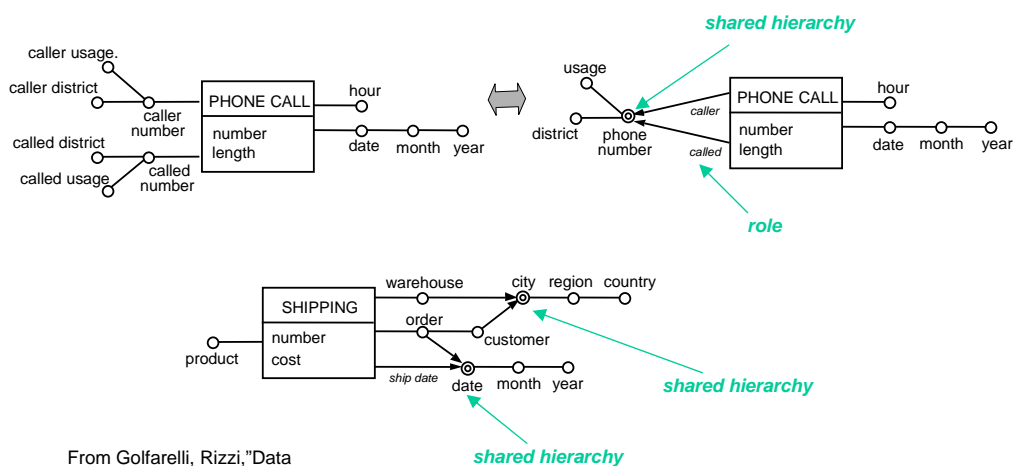 shared hierarchy
caller usage.
caller district
caller number
called district
called usage
called number
PHONE CALL
number
length
hour
date month year
usage
district
phone number
caller
called
PHONE CALL
number
length
hour
date month year
role
SHIPPING
number
cost
product
warehouse
order
customer
city region country
ship date
date month year
shared hierarchy
shared hierarchy
From Golfarelli, Rizzi,"Data